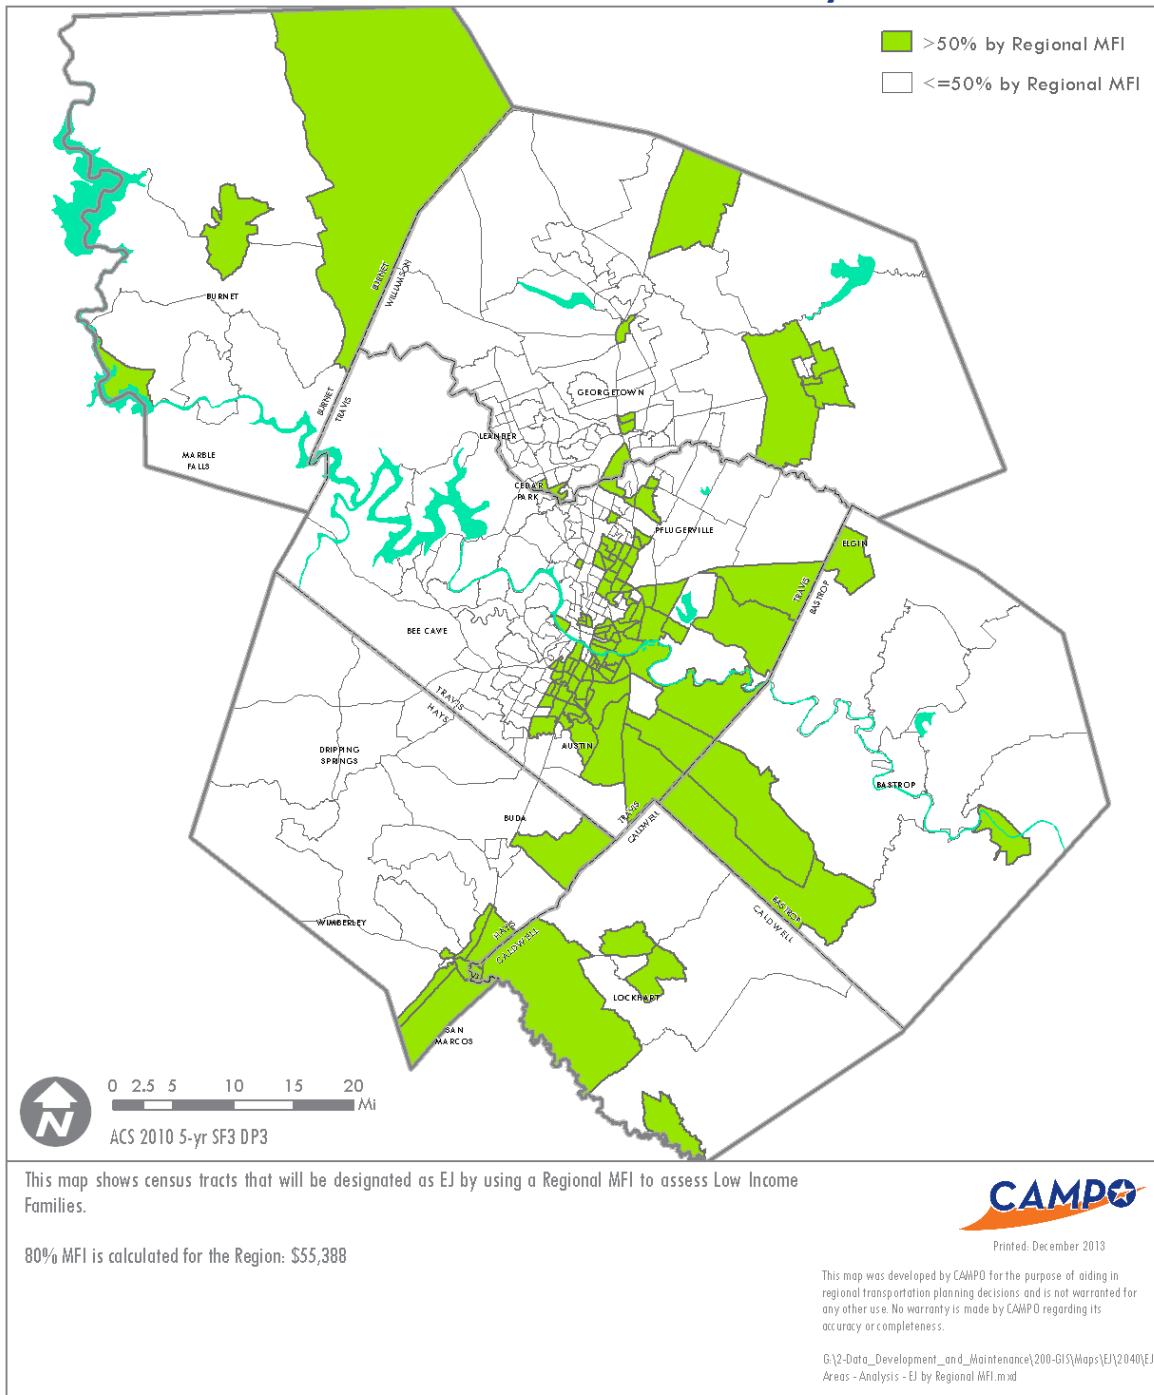 >50% by Regional MFI
<=50% by Regional MFI
BURNET
WILLIAMSON
BURNET
BURNET
TRAVIS
GEORGETOWN
LEANDER
MARBLE
FALLS
CEDAR
PARK
PFLUGERVILLE
ELGIN
TRAVIS
BASTROP
BEE CAVE
TRAVIS
HAYS
DRIPPING
SPRINGS
AUSTIN
BASTROP
BUDA
TRAVIS
CALDWELL
BASTROP
CALDWELL
WIMBERLEY
HAYS
CALDWELL
LOCKHART
SAN
MARCOS
N
0 2.5 5 10 15 20
Mi
ACS 2010 5-yr SF3 DP3
This map shows census tracts that will be designated as EJ by using a Regional MFI to assess Low Income
Families.
80% MFI is calculated for the Region: $55,388
CAMPO
Printed: December 2013
This map was developed by CAMPO for the purpose of aiding in
regional transportation planning decisions and is not warranted for
any other use. No warranty is made by CAMPO regarding its
accuracy or completeness.
G:\2-Data_Development_and_Maintenance\200-GIS\Maps\EJ\2040\EJ
Areas - Analysis - EJ by Regional MFI.mxd